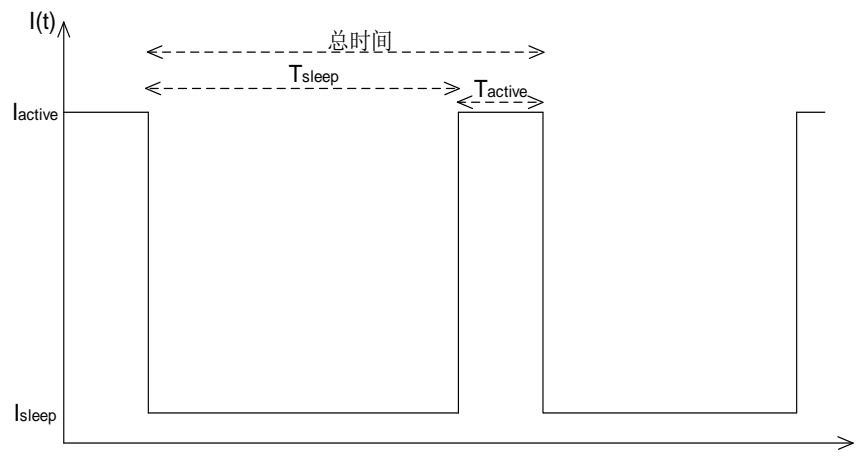 I(t)
总时间
Tsleep
Tactive
Iactive
Isleep